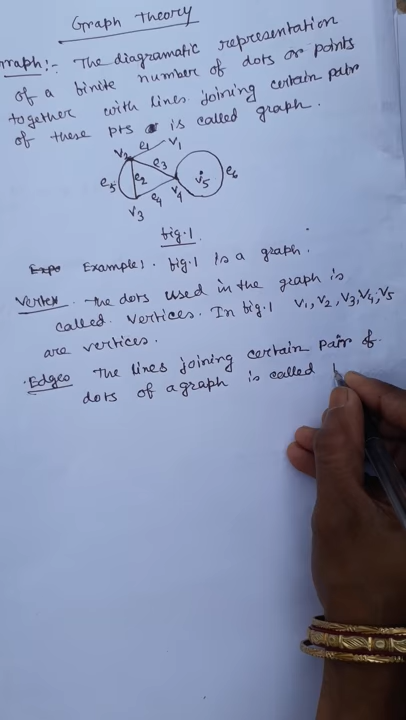 Graph Theory
Graph:- The diagramatic representation
of a finite number of dots or points
together with lines joining certain pair
of these pts is called graph.
v2 e1 v1
e3
e5 e2 v5 e6
e4 v4
v3
fig.1
Example: fig.1 is a graph.
Vertex. The dots used in the graph is
called vertices. In fig.1 v1, v2, v3, v4, v5
are vertices.
Edges The lines joining certain pair of
dots of a graph is called